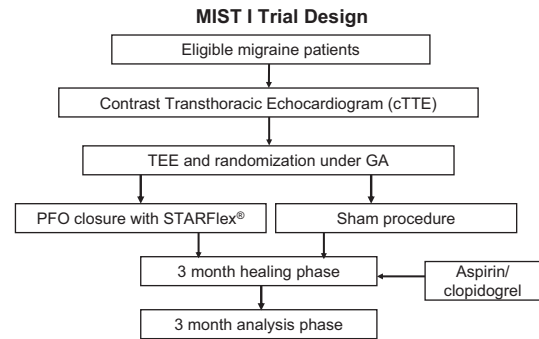 MIST I Trial Design
Eligible migraine patients
Contrast Transthoracic Echocardiogram (cTTE)
TEE and randomization under GA
PFO closure with STARFlex®
Sham procedure
3 month healing phase
Aspirin/
clopidogrel
3 month analysis phase